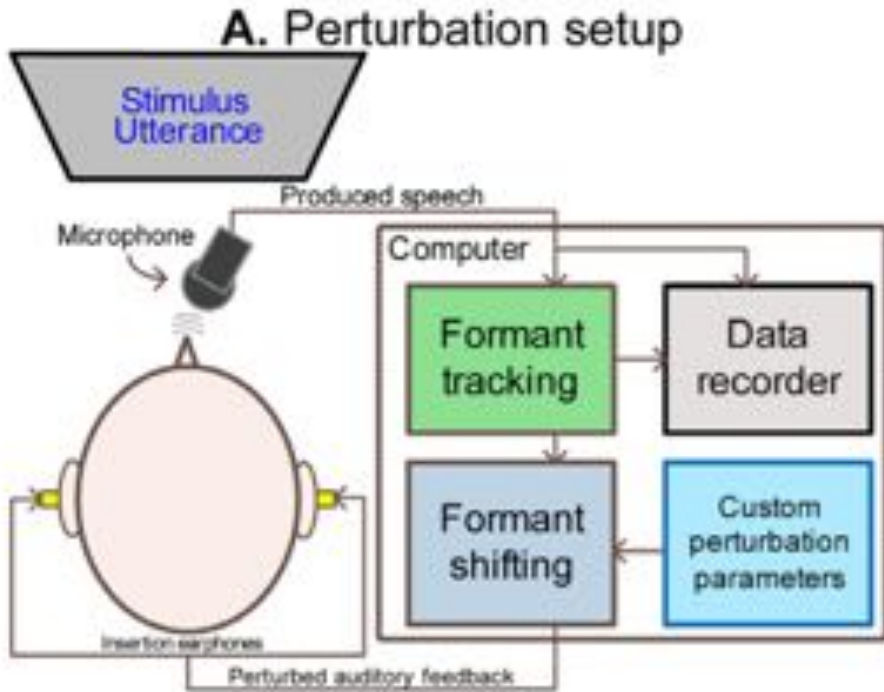 A. Perturbation setup
Stimulus
Utterance
Produced speech
Microphone
Computer
Formant
tracking
Data
recorder
Formant
shifting
Custom
perturbation
parameters
Insertion earphones
Perturbed auditory feedback